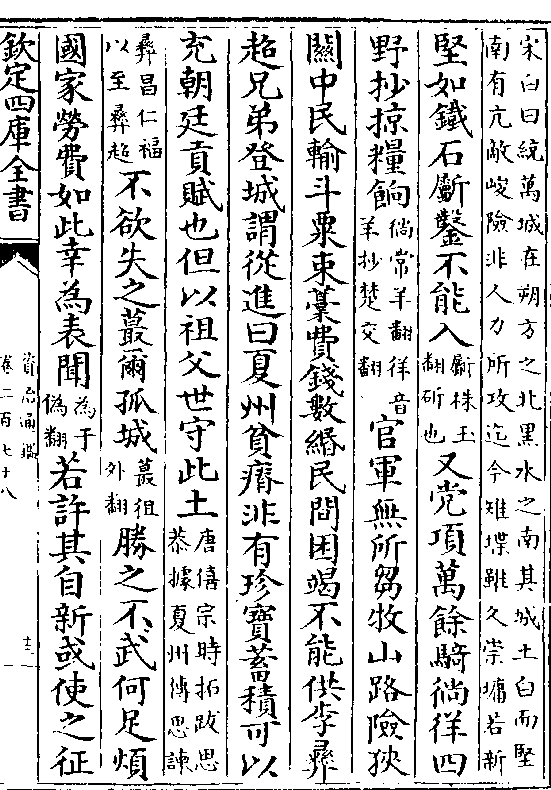 宋白曰統萬城在朔方之北黑水之南其城土白而堅
南有亢敵峻險非人力所攻迄今雉堞雖久崇墉若新
堅如鐵石斸鑿不能入斸株玉翻斫也又党項萬餘騎徜徉四
野抄掠糧餉徜常羊翻徉音羊抄楚交翻官軍無所芻牧山路險狹
關中民輸斗粟束藁費錢數緡民間困竭不能供李彞
超兄弟登城謂從進曰夏州貧瘠非有珍寶蓄積可以
充朝廷貢賦也但以祖父世守此土唐僖宗時拓跋思恭據夏州傳思諫
彞昌仁福以至彞超不欲失之蕞爾孤城蕞徂外翻勝之不武何足煩
國家勞費如此幸為表聞為于偽翻若許其自新或使之征
欽定四庫全書
資治通鑑
卷二百七十八